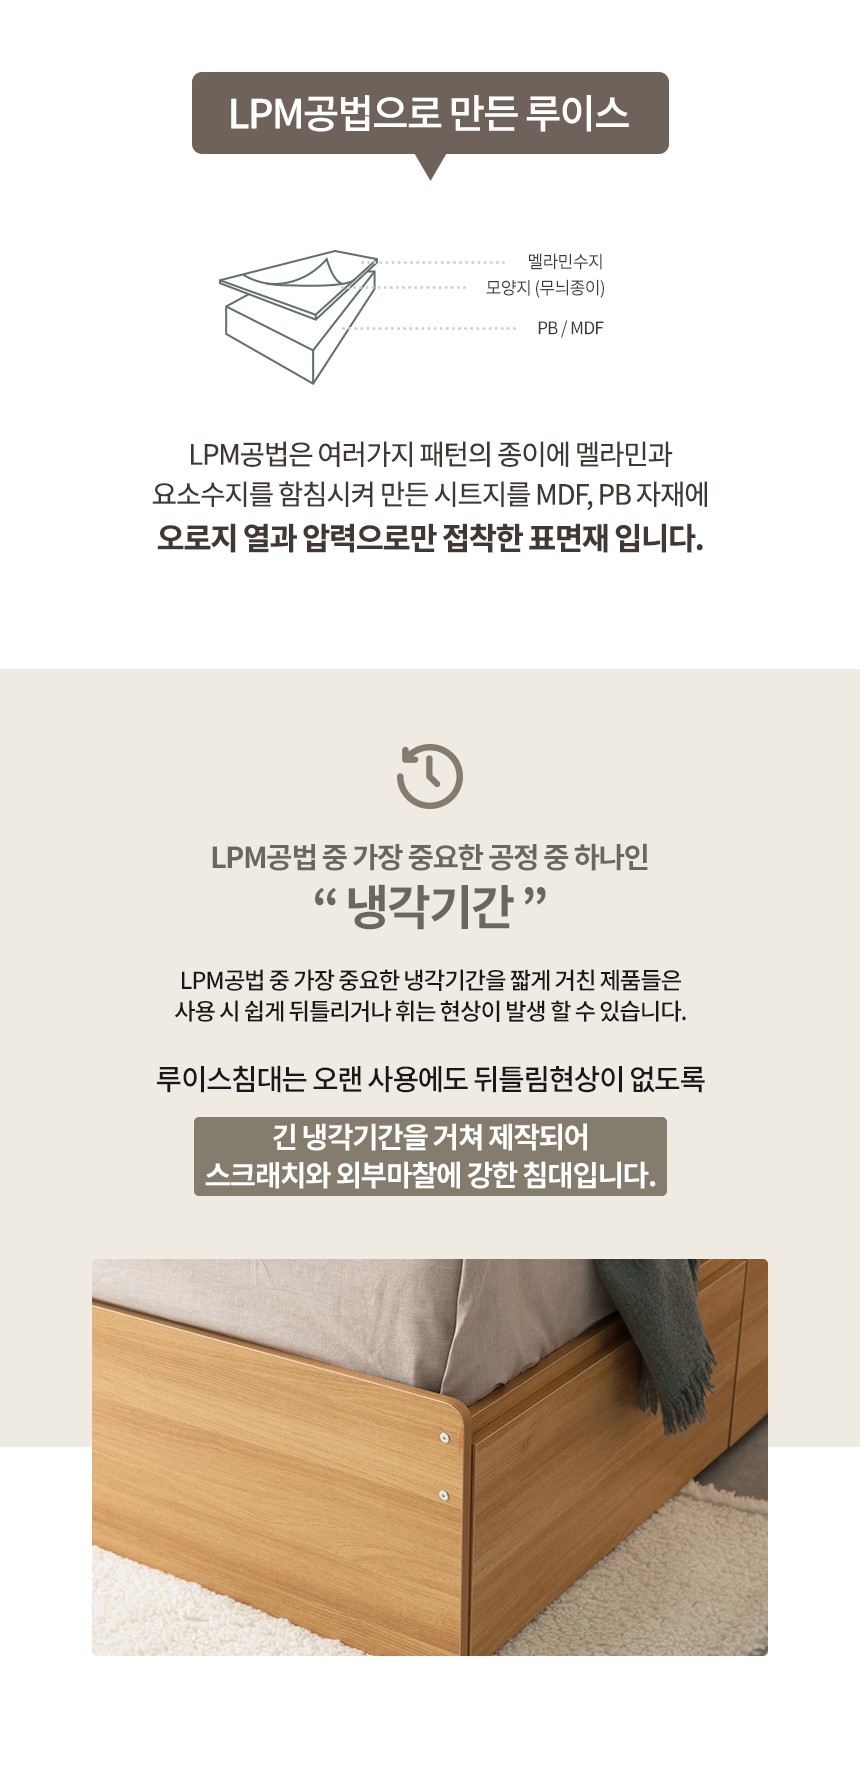 LPM공법으로 만든 루이스
멜라민수지
모양지 (무늬종이)
PB / MDF
LPM공법은 여러가지 패턴의 종이에 멜라민과
요소수지를 함침시켜 만든 시트지를 MDF, PB 자재에
오로지 열과 압력으로만 접착한 표면재 입니다.
LPM공법 중 가장 중요한 공정 중 하나인
“ 냉각기간 ”
LPM공법 중 가장 중요한 냉각기간을 짧게 거친 제품들은
사용 시 쉽게 뒤틀리거나 휘는 현상이 발생 할 수 있습니다.
루이스침대는 오랜 사용에도 뒤틀림현상이 없도록
긴 냉각기간을 거쳐 제작되어
스크래치와 외부마찰에 강한 침대입니다.